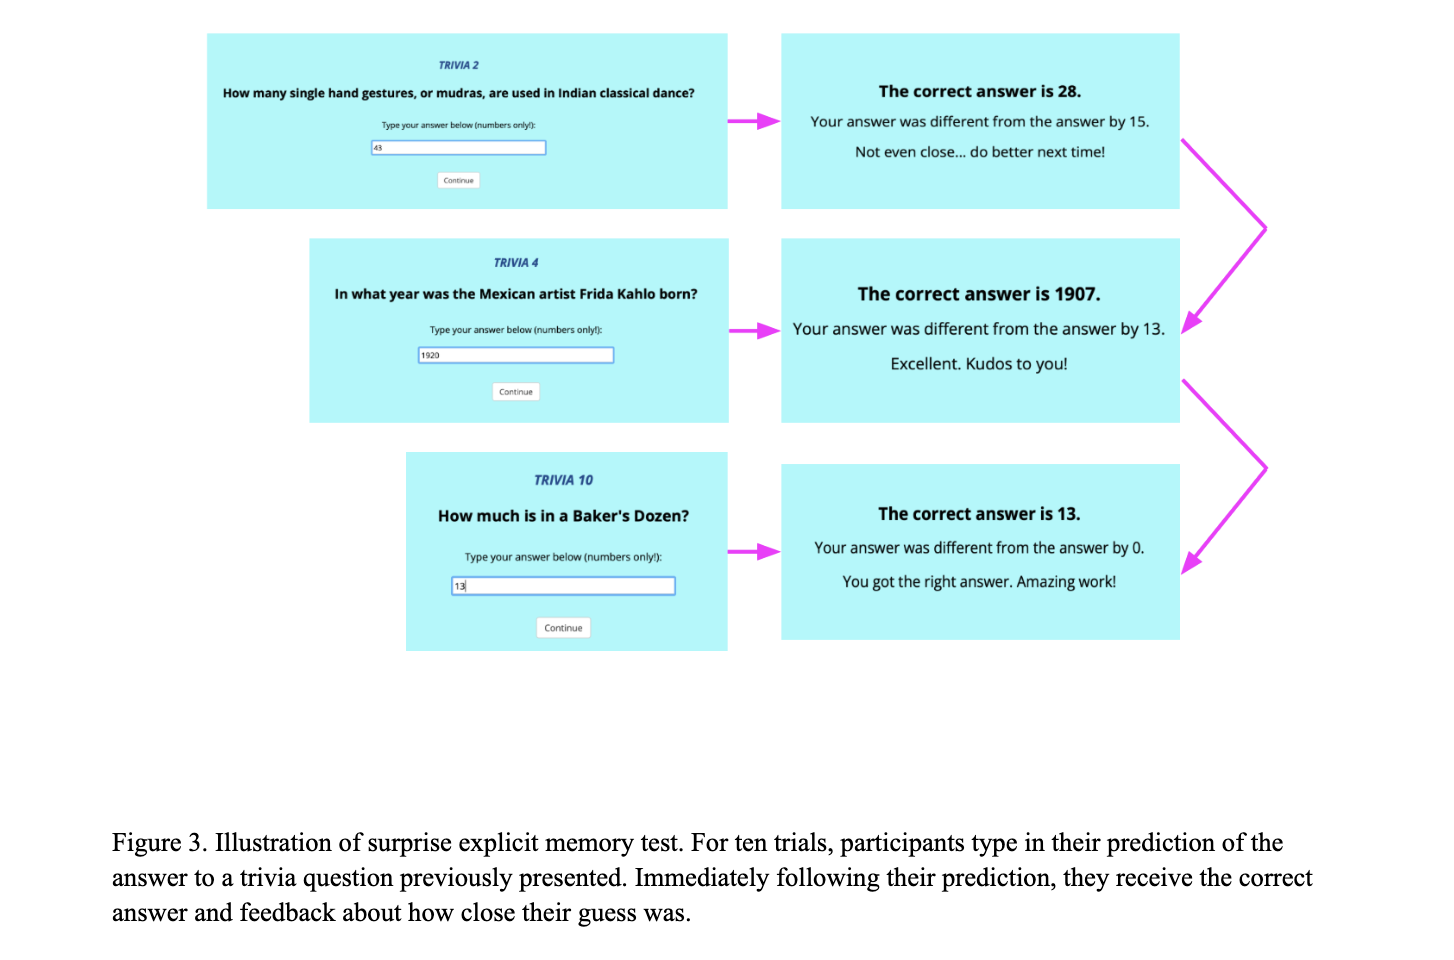 TRIVIA 2
How many single hand gestures, or mudras, are used in Indian classical dance?
Type your answer below (numbers only!):
43
Continue
The correct answer is 28.
Your answer was different from the answer by 15.
Not even close... do better next time!
TRIVIA 4
In what year was the Mexican artist Frida Kahlo born?
Type your answer below (numbers only!):
1920
Continue
The correct answer is 1907.
Your answer was different from the answer by 13.
Excellent. Kudos to you!
TRIVIA 10
How much is in a Baker's Dozen?
Type your answer below (numbers only!):
13
Continue
The correct answer is 13.
Your answer was different from the answer by 0.
You got the right answer. Amazing work!
Figure 3. Illustration of surprise explicit memory test. For ten trials, participants type in their prediction of the
answer to a trivia question previously presented. Immediately following their prediction, they receive the correct
answer and feedback about how close their guess was.